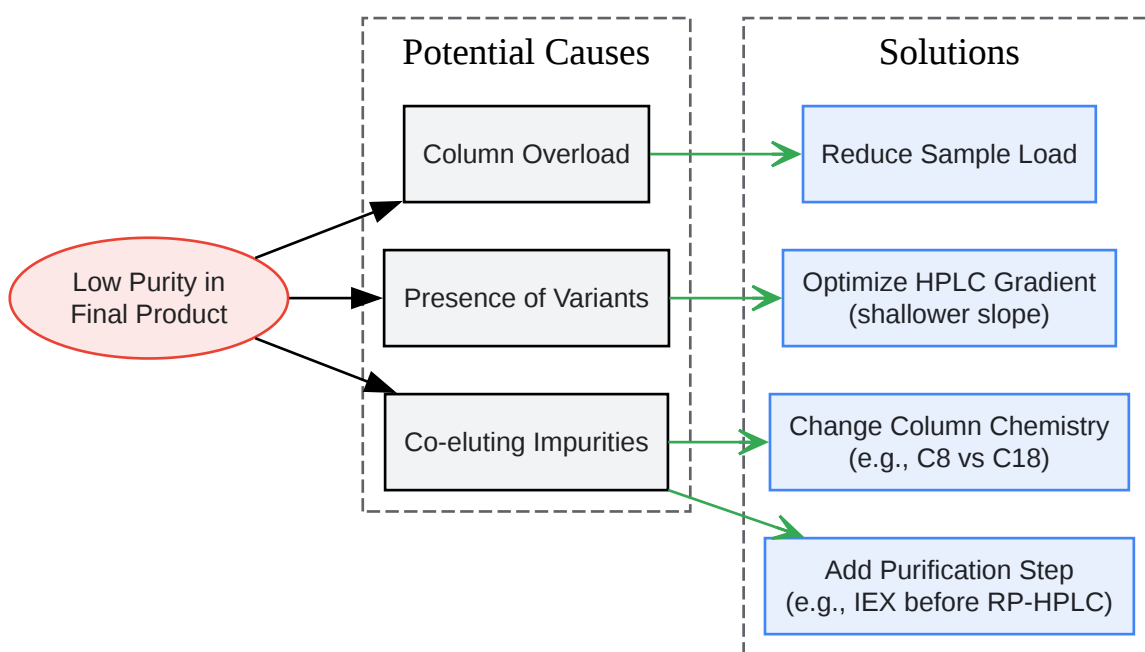 Potential Causes
Solutions
Column Overload
Reduce Sample Load
Low Purity in
Final Product
Presence of Variants
Optimize HPLC Gradient
(shallower slope)
Co-eluting Impurities
Change Column Chemistry
(e.g., C8 vs C18)
Add Purification Step
(e.g., IEX before RP-HPLC)